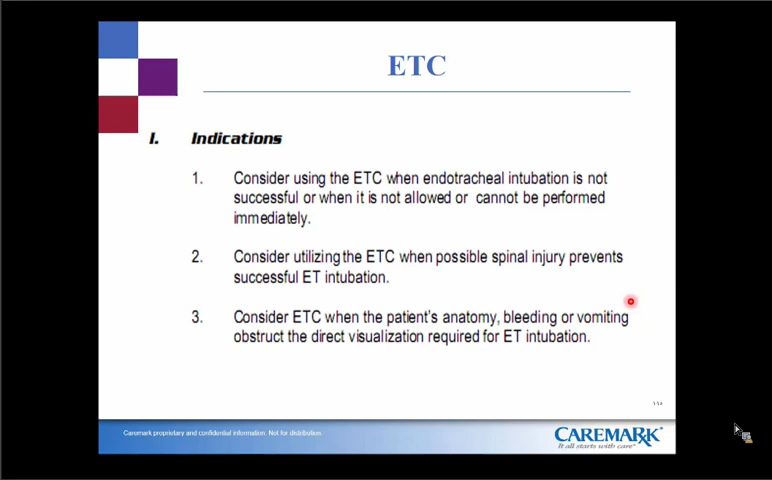 ETC
I. Indications
1. Consider using the ETC when endotracheal intubation is not
successful or when it is not allowed or cannot be performed
immediately.
2. Consider utilizing the ETC when possible spinal injury prevents
successful ET intubation.
3. Consider ETC when the patient's anatomy, bleeding or vomiting
obstruct the direct visualization required for ET intubation.
١٦٨
Caremark proprietary and confidential information. Not for distribution.
CAREMARK®
It all starts with care™